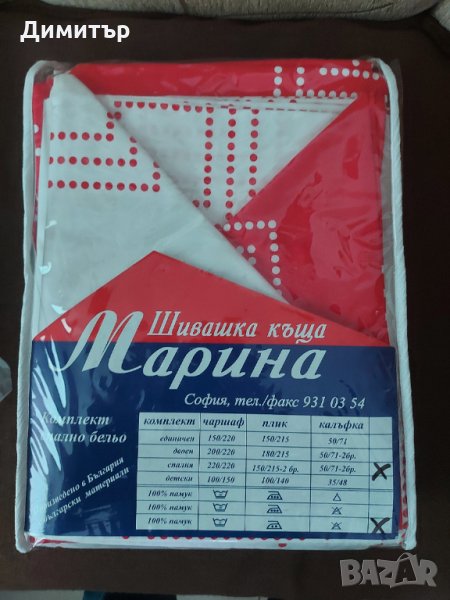 Димитър
Шивашка къща
Марина
София, тел./факс 931 03 54
Комплект
спално бельо
Произведено в България
български материали
комплект чаршаф плик калъфка
единичен 150/220 150/215 50/71
двоен 200/220 180/215 50/71-2бр.
спалня 220/220 150/215-2 бр. 50/71-2бр.
детски 100/150 100/140 35/48
100% памук
100% памук
100% памук
BAZAR